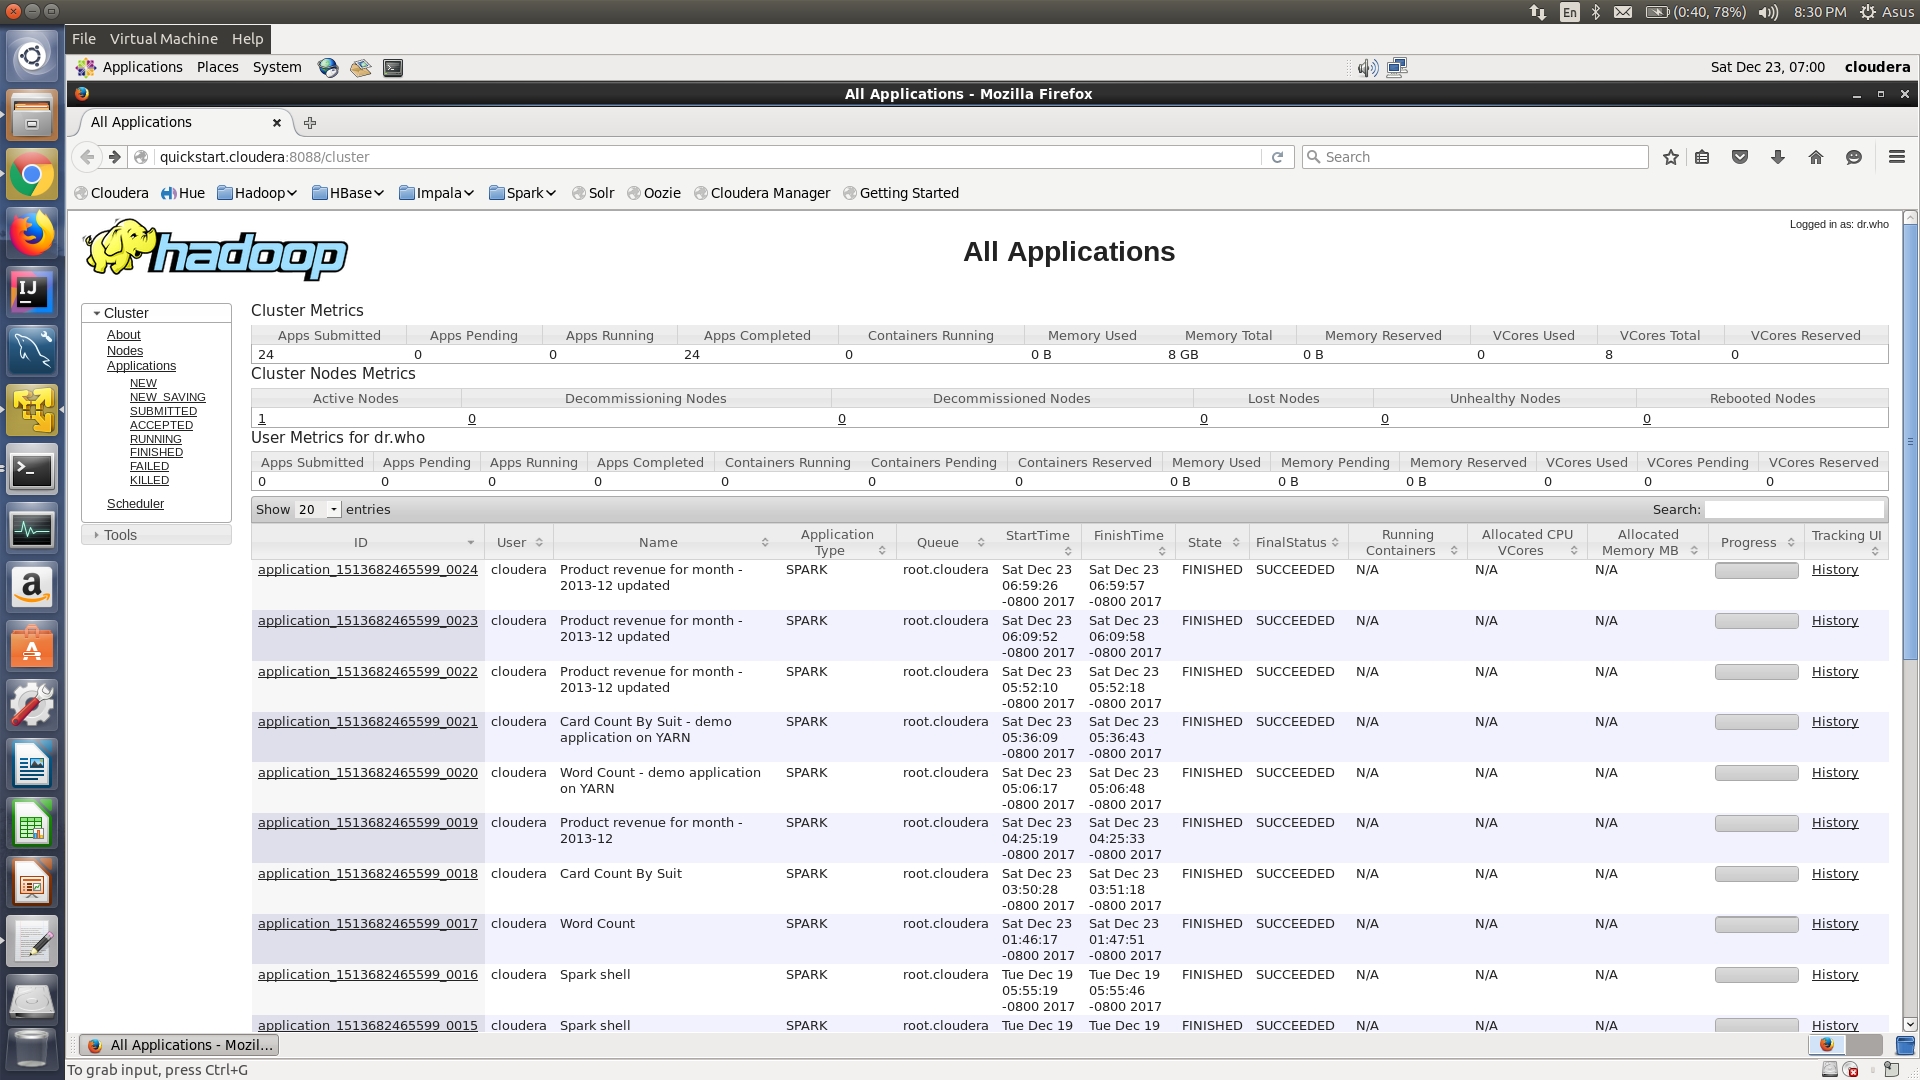 En (0:40, 78%) 8:30 PM Asus
File Virtual Machine Help
Applications Places System Sat Dec 23, 07:00 cloudera
All Applications - Mozilla Firefox
All Applications
quickstart.cloudera:8088/cluster Search
Cloudera Hue Hadoop HBase Impala Spark Solr Oozie Cloudera Manager Getting Started
Logged in as: dr.who
hadoop
All Applications
Cluster
About
Nodes
Applications
NEW
NEW_SAVING
SUBMITTED
ACCEPTED
RUNNING
FINISHED
FAILED
KILLED
Scheduler
Tools
Cluster Metrics
Apps Submitted Apps Pending Apps Running Apps Completed Containers Running Memory Used Memory Total Memory Reserved VCores Used VCores Total VCores Reserved
24 0 0 24 0 0 B 8 GB 0 B 0 8 0
Cluster Nodes Metrics
Active Nodes Decommissioning Nodes Decommissioned Nodes Lost Nodes Unhealthy Nodes Rebooted Nodes
1 0 0 0 0 0
User Metrics for dr.who
Apps Submitted Apps Pending Apps Running Apps Completed Containers Running Containers Pending Containers Reserved Memory Used Memory Pending Memory Reserved VCores Used VCores Pending VCores Reserved
0 0 0 0 0 0 0 0 B 0 B 0 B 0 0 0
Show 20 entries Search:
ID User Name Application Type Queue StartTime FinishTime State FinalStatus Running Containers Allocated CPU VCores Allocated Memory MB Progress Tracking UI
application_1513682465599_0024 cloudera Product revenue for month - SPARK root.cloudera Sat Dec 23 Sat Dec 23 FINISHED SUCCEEDED N/A N/A N/A History
2013-12 updated 06:59:26 06:59:57
-0800 2017 -0800 2017
application_1513682465599_0023 cloudera Product revenue for month - SPARK root.cloudera Sat Dec 23 Sat Dec 23 FINISHED SUCCEEDED N/A N/A N/A History
2013-12 updated 06:09:52 06:09:58
-0800 2017 -0800 2017
application_1513682465599_0022 cloudera Product revenue for month - SPARK root.cloudera Sat Dec 23 Sat Dec 23 FINISHED SUCCEEDED N/A N/A N/A History
2013-12 updated 05:52:10 05:52:18
-0800 2017 -0800 2017
application_1513682465599_0021 cloudera Card Count By Suit - demo SPARK root.cloudera Sat Dec 23 Sat Dec 23 FINISHED SUCCEEDED N/A N/A N/A History
application on YARN 05:36:09 05:36:43
-0800 2017 -0800 2017
application_1513682465599_0020 cloudera Word Count - demo application SPARK root.cloudera Sat Dec 23 Sat Dec 23 FINISHED SUCCEEDED N/A N/A N/A History
on YARN 05:06:17 05:06:48
-0800 2017 -0800 2017
application_1513682465599_0019 cloudera Product revenue for month - SPARK root.cloudera Sat Dec 23 Sat Dec 23 FINISHED SUCCEEDED N/A N/A N/A History
2013-12 04:25:19 04:25:33
-0800 2017 -0800 2017
application_1513682465599_0018 cloudera Card Count By Suit SPARK root.cloudera Sat Dec 23 Sat Dec 23 FINISHED SUCCEEDED N/A N/A N/A History
03:50:28 03:51:18
-0800 2017 -0800 2017
application_1513682465599_0017 cloudera Word Count SPARK root.cloudera Sat Dec 23 Sat Dec 23 FINISHED SUCCEEDED N/A N/A N/A History
01:46:17 01:47:51
-0800 2017 -0800 2017
application_1513682465599_0016 cloudera Spark shell SPARK root.cloudera Tue Dec 19 Tue Dec 19 FINISHED SUCCEEDED N/A N/A N/A History
05:55:19 05:55:46
-0800 2017 -0800 2017
application_1513682465599_0015 cloudera Spark shell SPARK root.cloudera Tue Dec 19 Tue Dec 19 FINISHED SUCCEEDED N/A N/A N/A History
All Applications - Mozil...
To grab input, press Ctrl+G